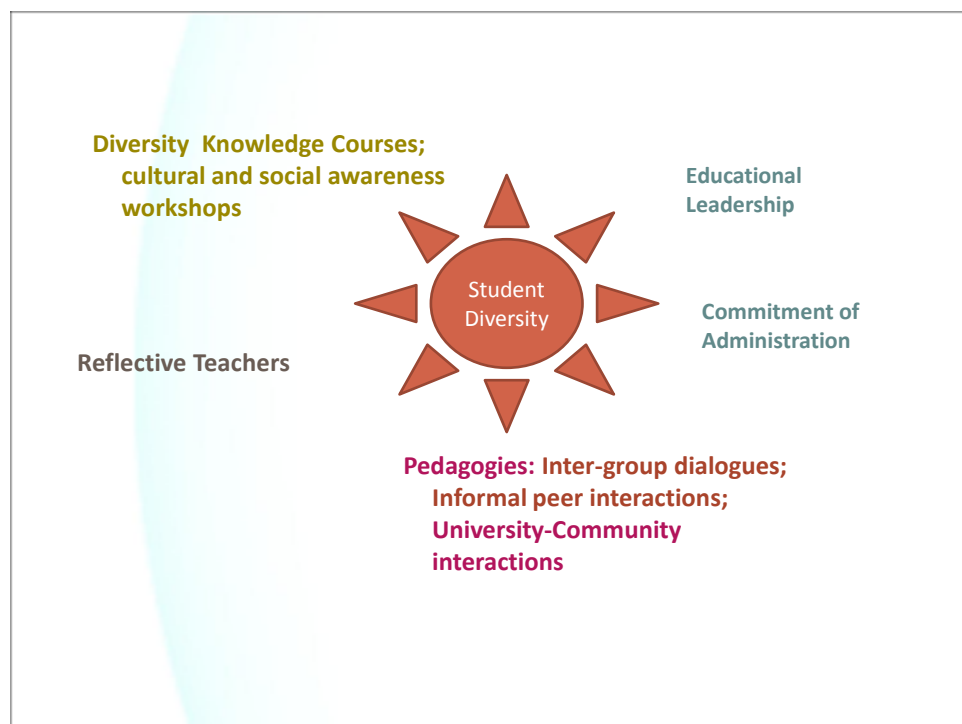 Diversity  Knowledge Courses;
cultural and social awareness
workshops
Educational
Leadership
Student
Diversity
Commitment of
Administration
Reflective Teachers
Pedagogies: Inter-group dialogues;
Informal peer interactions;
University-Community
interactions